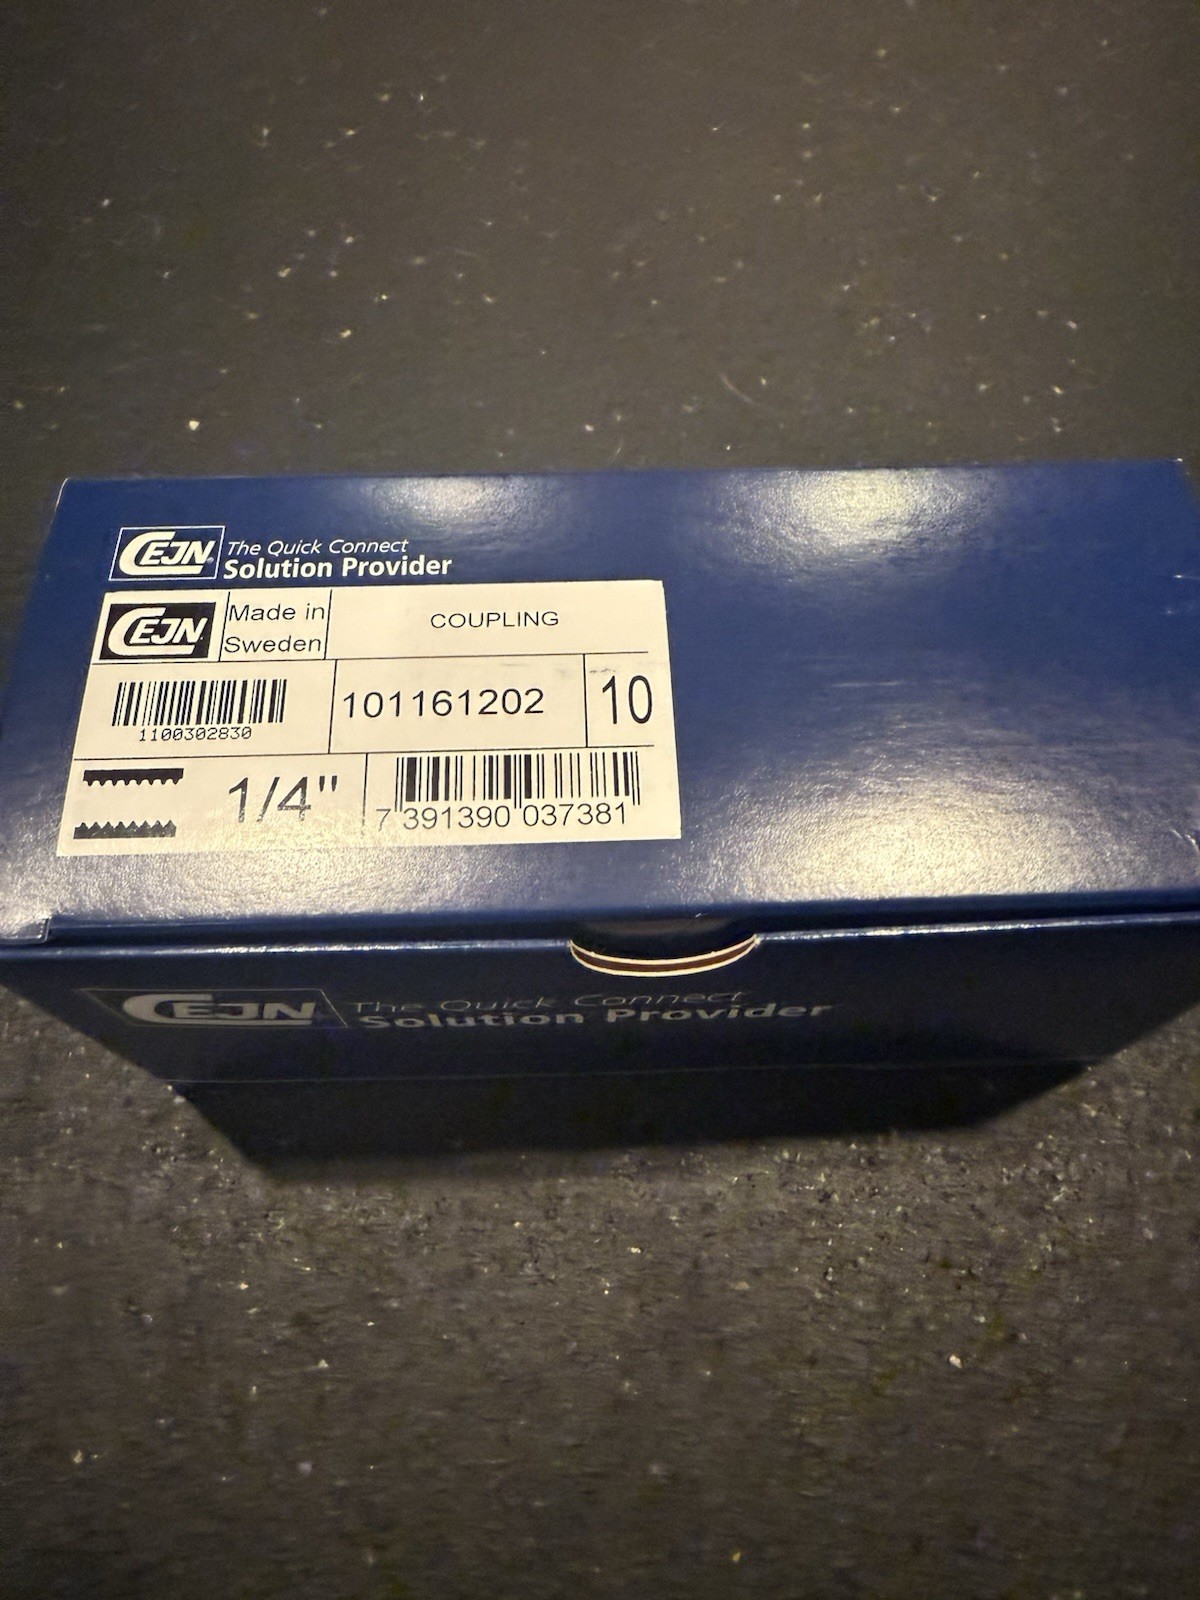 CEJN® The Quick Connect
Solution Provider
CEJN® Made in Sweden COUPLING
1100302830 101161202 10
1/4" 7 391390 037381
CEJN The Quick Connect
Solution Provider